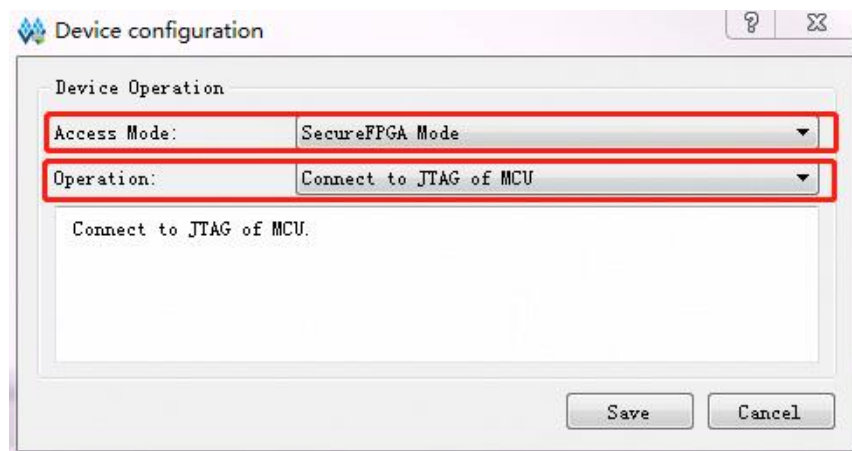 Device configuration
Device Operation
Access Mode: SecureFPGA Mode
Operation: Connect to JTAG of MCU
Connect to JTAG of MCU.
Save Cancel